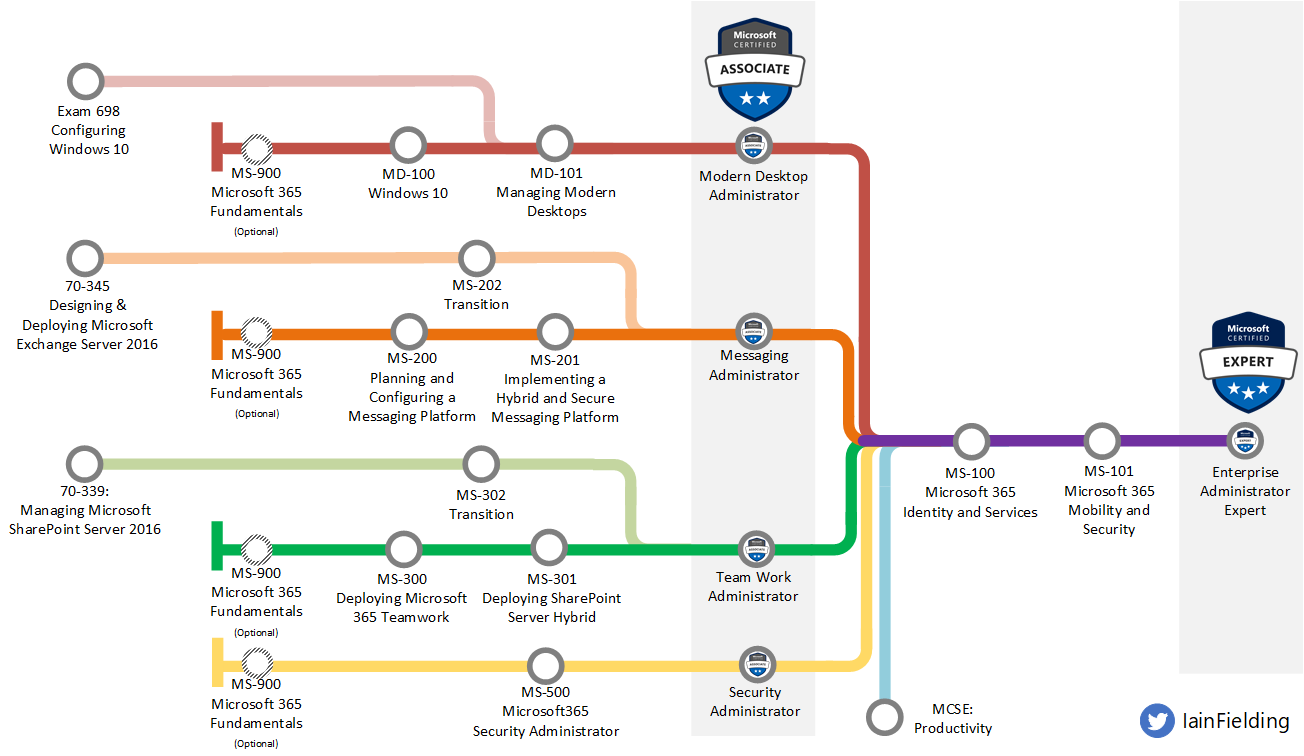 Microsoft
CERTIFIED
ASSOCIATE
Exam 698
Configuring
Windows 10
MS-900
Microsoft 365
Fundamentals
(Optional)
MD-100
Windows 10
MD-101
Managing Modern
Desktops
ASSOCIATE
Modern Desktop
Administrator
70-345
Designing &
Deploying Microsoft
Exchange Server 2016
MS-202
Transition
MS-900
Microsoft 365
Fundamentals
(Optional)
MS-200
Planning and
Configuring a
Messaging Platform
MS-201
Implementing a
Hybrid and Secure
Messaging Platform
ASSOCIATE
Messaging
Administrator
Microsoft
CERTIFIED
EXPERT
70-339:
Managing Microsoft
SharePoint Server 2016
MS-302
Transition
MS-100
Microsoft 365
Identity and Services
MS-101
Microsoft 365
Mobility and
Security
EXPERT
Enterprise
Administrator
Expert
MS-900
Microsoft 365
Fundamentals
(Optional)
MS-300
Deploying Microsoft
365 Teamwork
MS-301
Deploying SharePoint
Server Hybrid
ASSOCIATE
Team Work
Administrator
MS-900
Microsoft 365
Fundamentals
(Optional)
MS-500
Microsoft365
Security Administrator
ASSOCIATE
Security
Administrator
MCSE:
Productivity
IainFielding